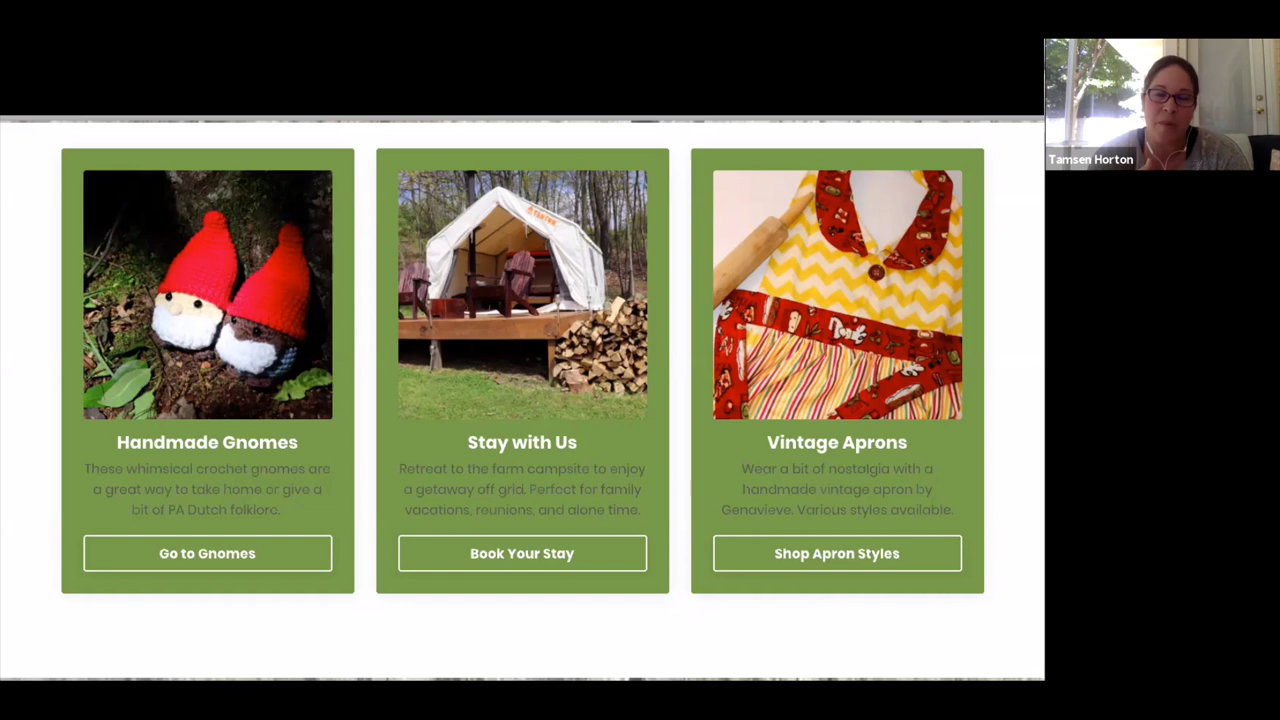 Tamsen Horton
Handmade Gnomes
These whimsical crochet gnomes are
a great way to take home or give a
bit of PA Dutch folklore.
Go to Gnomes
Stay with Us
Retreat to the farm campsite to enjoy
a getaway off grid. Perfect for family
vacations, reunions, and alone time.
Book Your Stay
Vintage Aprons
Wear a bit of nostalgia with a
handmade vintage apron by
Genavieve. Various styles available.
Shop Apron Styles